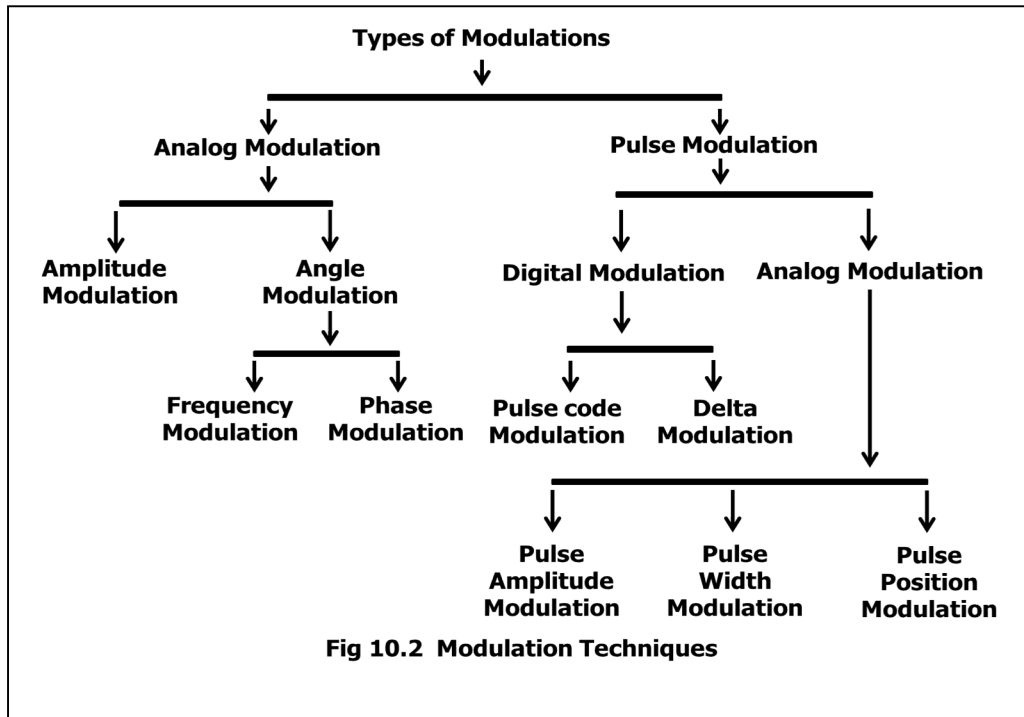 Types of Modulations
Analog Modulation
Pulse Modulation
Amplitude
Modulation
Angle
Modulation
Digital Modulation
Analog Modulation
Frequency
Modulation
Phase
Modulation
Pulse code
Modulation
Delta
Modulation
Pulse
Amplitude
Modulation
Pulse
Width
Modulation
Pulse
Position
Modulation
Fig 10.2 Modulation Techniques